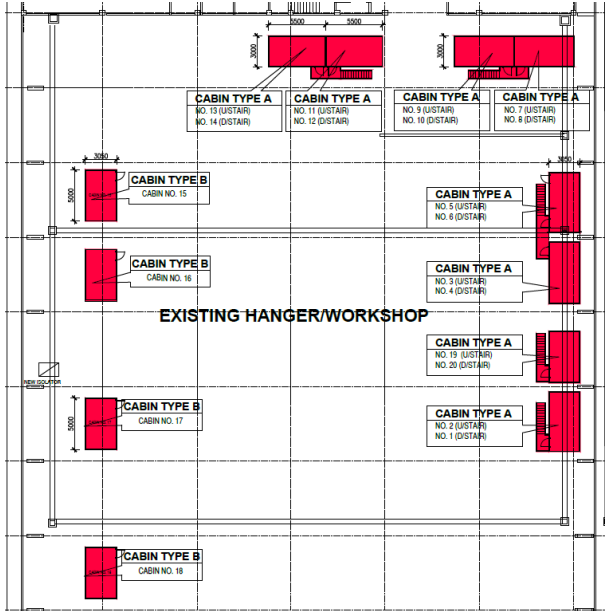 5500 5500
3000
3000
CABIN TYPE A
NO. 13 (U/STAIR)
NO. 14 (D/STAIR)
CABIN TYPE A
NO. 11 (U/STAIR)
NO. 12 (D/STAIR)
CABIN TYPE A
NO. 9 (U/STAIR)
NO. 10 (D/STAIR)
CABIN TYPE A
NO. 7 (U/STAIR)
NO. 8 (D/STAIR)
3050
5000
CABIN TYPE B
CABIN NO. 15
3050
CABIN TYPE A
NO. 5 (U/STAIR)
NO. 6 (D/STAIR)
CABIN TYPE B
CABIN NO. 16
CABIN TYPE A
NO. 3 (U/STAIR)
NO. 4 (D/STAIR)
EXISTING HANGER/WORKSHOP
CABIN TYPE A
NO. 19 (U/STAIR)
NO. 20 (D/STAIR)
NEW ISOLATOR
5000
CABIN TYPE B
CABIN NO. 17
CABIN TYPE A
NO. 2 (U/STAIR)
NO. 1 (D/STAIR)
CABIN TYPE B
CABIN NO. 18